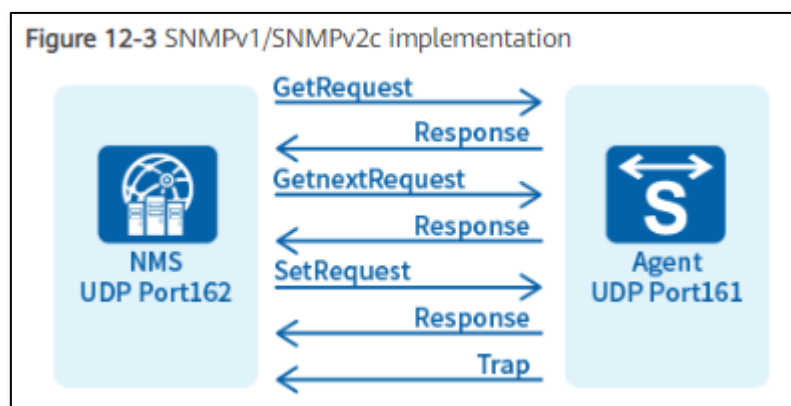 Figure 12-3 SNMPv1/SNMPv2c implementation
GetRequest
Response
GetnextRequest
Response
SetRequest
Response
Trap
NMS
UDP Port162
S
Agent
UDP Port161